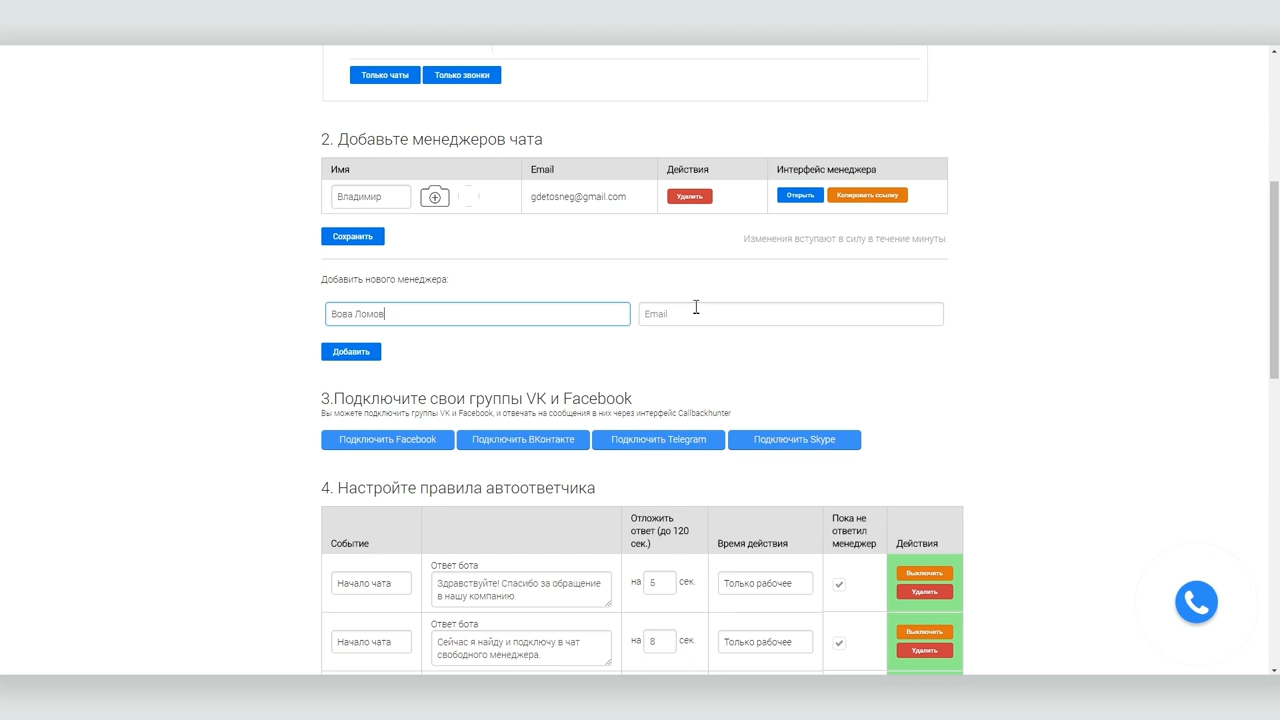 Только чаты Только звонки
2. Добавьте менеджеров чата
Имя Email Действия Интерфейс менеджера
Владимир gdetosneg@gmail.com Удалить Открыть Копировать ссылку
Сохранить Изменения вступают в силу в течение минуты.
Добавить нового менеджера:
Вова Ломов Email
Добавить
3.Подключите свои группы VK и Facebook
Вы можете подключить группы VK и Facebook, и отвечать на сообщения в них через интерфейс Callbackhunter
Подключить Facebook Подключить ВКонтакте Подключить Telegram Подключить Skype
4. Настройте правила автоответчика
Отложить Пока не
ответ (до 120 ответил
Событие сек.) Время действия менеджер Действия
Ответ бота
Начало чата Здравствуйте! Спасибо за обращение на 5 сек. Только рабочее Выключить
в нашу компанию. Удалить
Ответ бота
Начало чата Сейчас я найду и подключу в чат на 8 сек. Только рабочее Выключить
свободного менеджера. Удалить